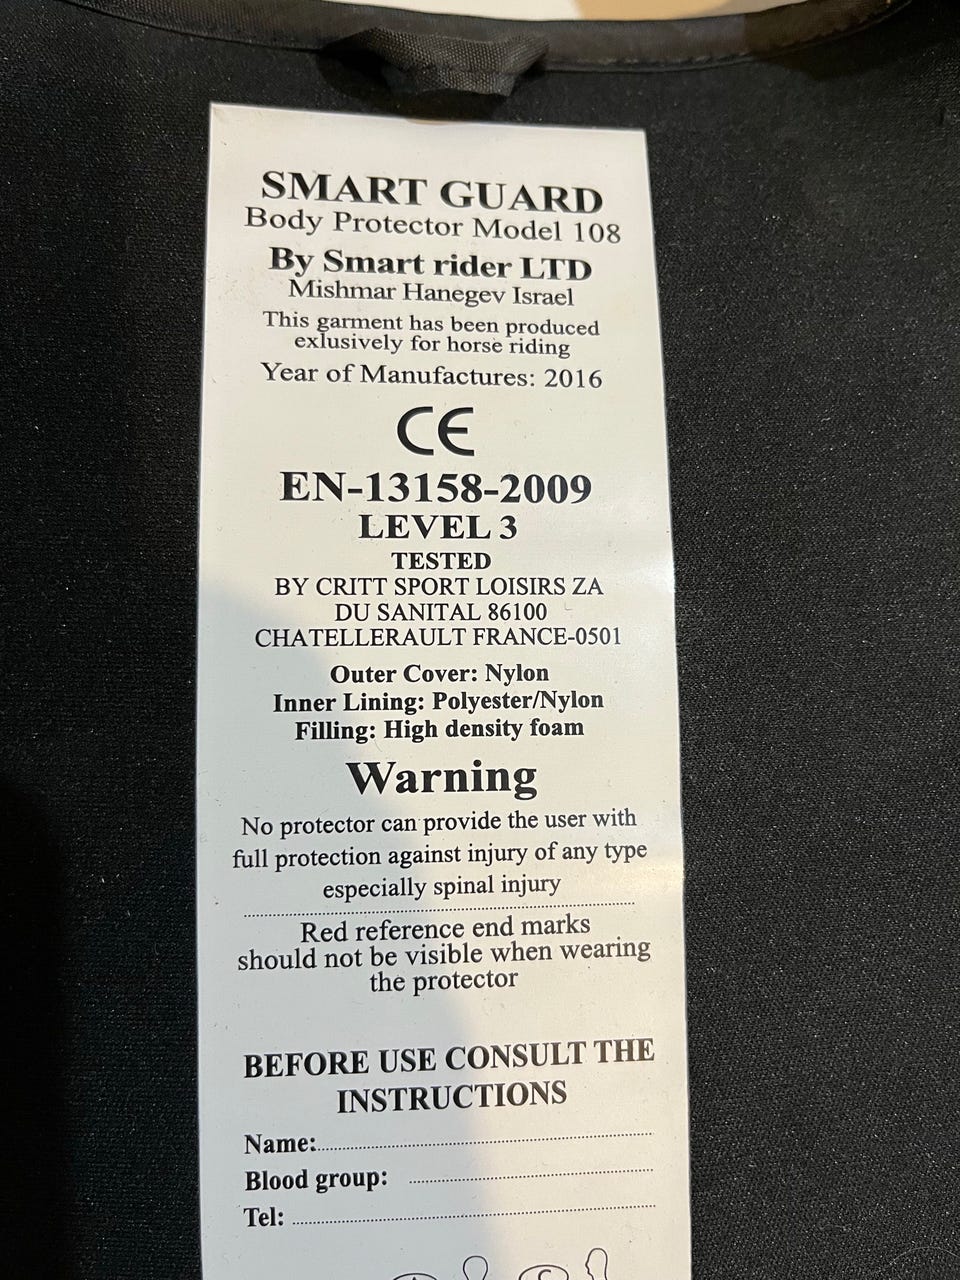 SMART GUARD
Body Protector Model 108
By Smart rider LTD
Mishmar Hanegev Israel
This garment has been produced
exlusively for horse riding
Year of Manufactures: 2016
CE
EN-13158-2009
LEVEL 3
TESTED
BY CRITT SPORT LOISIRS ZA
DU SANITAL 86100
CHATELLERAULT FRANCE-0501
Outer Cover: Nylon
Inner Lining: Polyester/Nylon
Filling: High density foam
Warning
No protector can provide the user with
full protection against injury of any type
especially spinal injury
Red reference end marks
should not be visible when wearing
the protector
BEFORE USE CONSULT THE
INSTRUCTIONS
Name:
Blood group:
Tel: